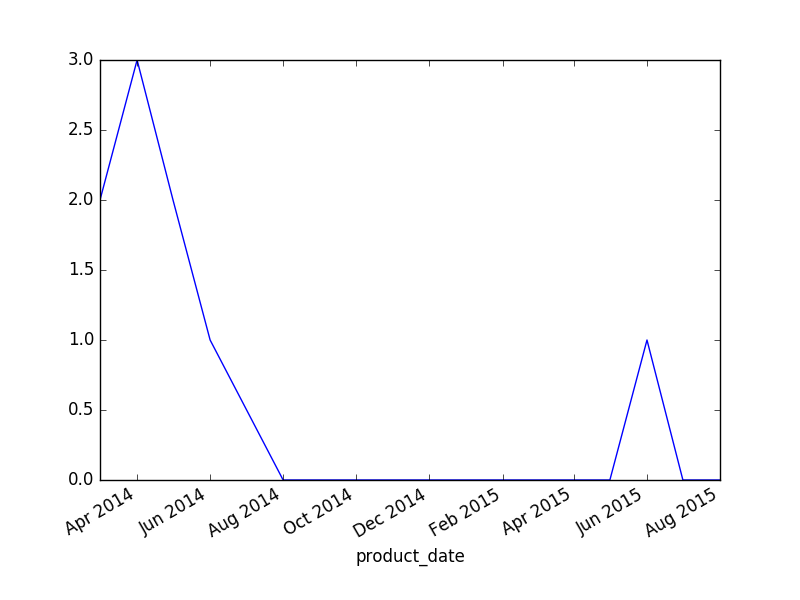 3.0
2.5
2.0
1.5
1.0
0.5
0.0
Apr 2014
Jun 2014
Aug 2014
Oct 2014
Dec 2014
Feb 2015
Apr 2015
Jun 2015
Aug 2015
product_date